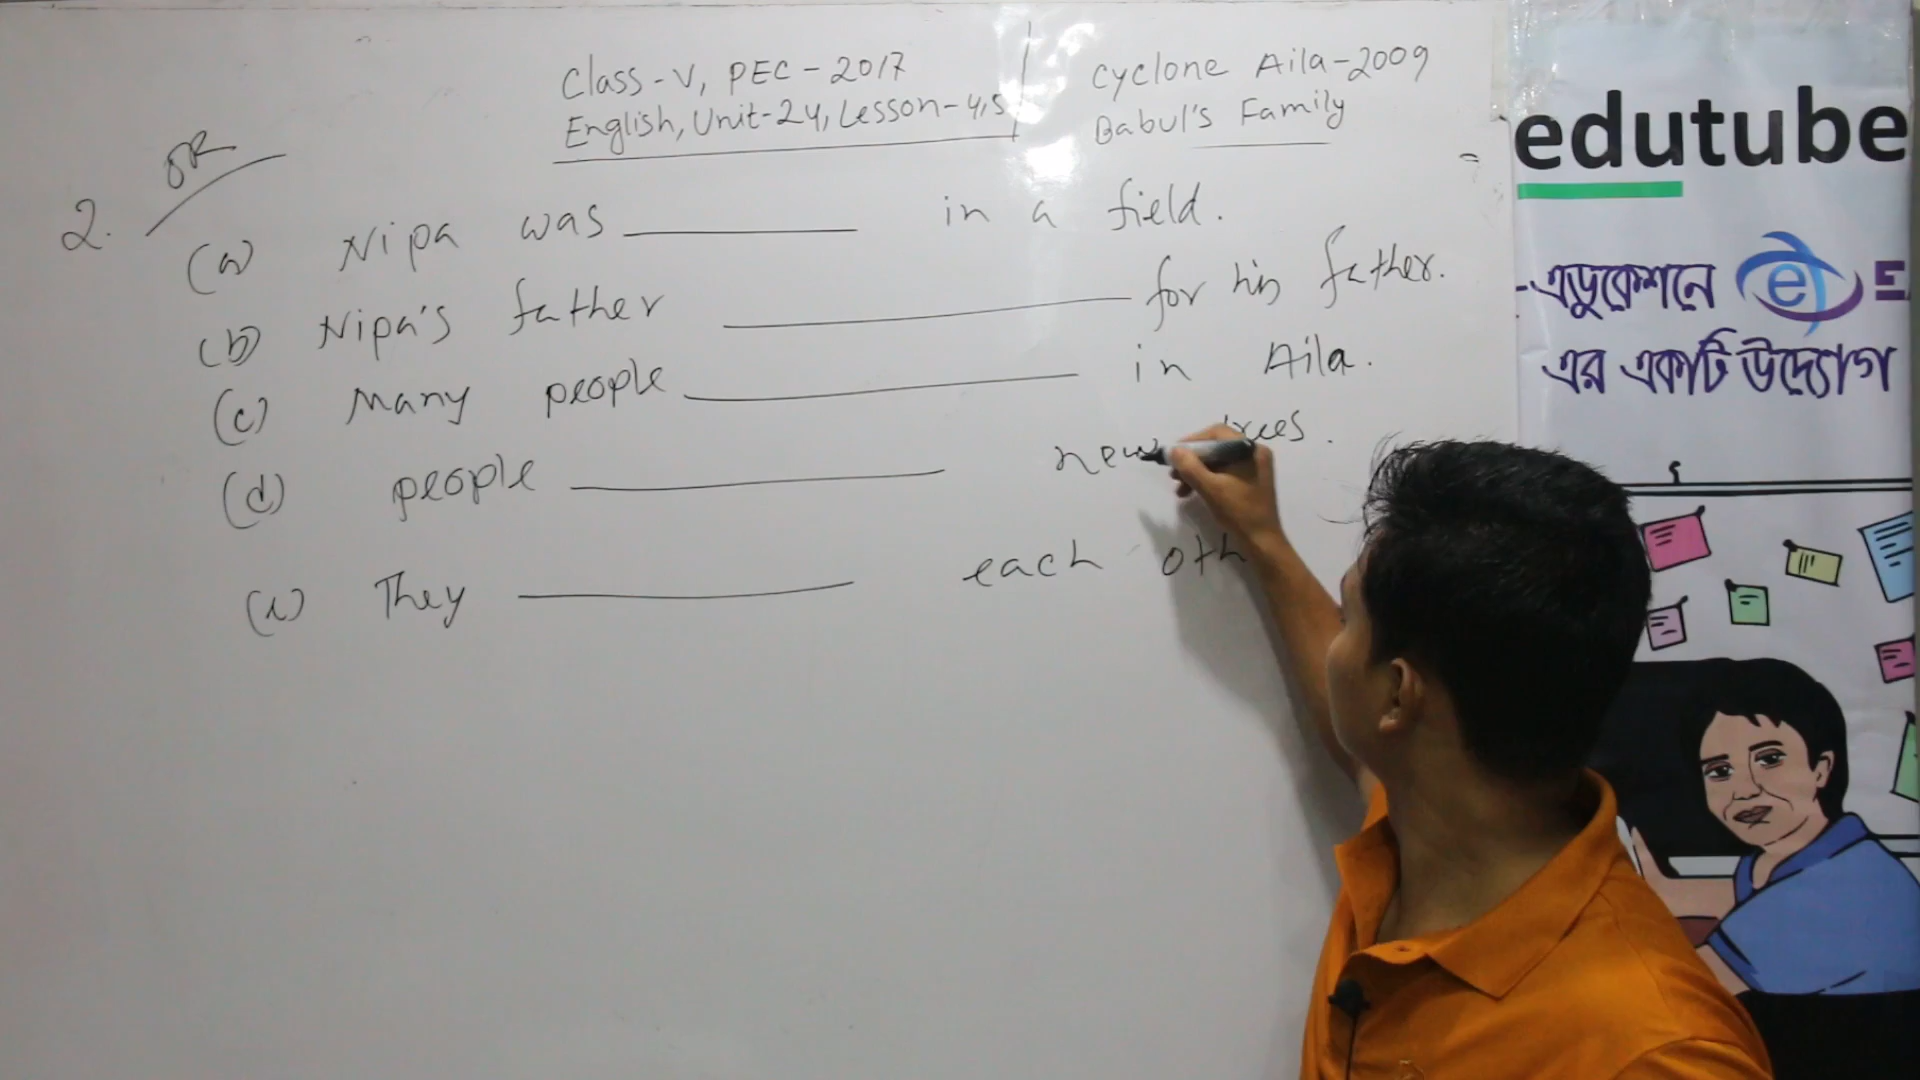 Class-V, PEC-2017
English, Unit-24, Lesson-4,5
Cyclone Aila-2009
Babul's Family
OR
2.
(a) Nipa was ______ in a field.
(b) Nipa's father ______ for his father.
(c) Many people ______ in Aila.
(d) people ______ new trees.
(e) They ______ each oth
edutube
এডুকেশনে e E
এর একটি উদ্যোগ